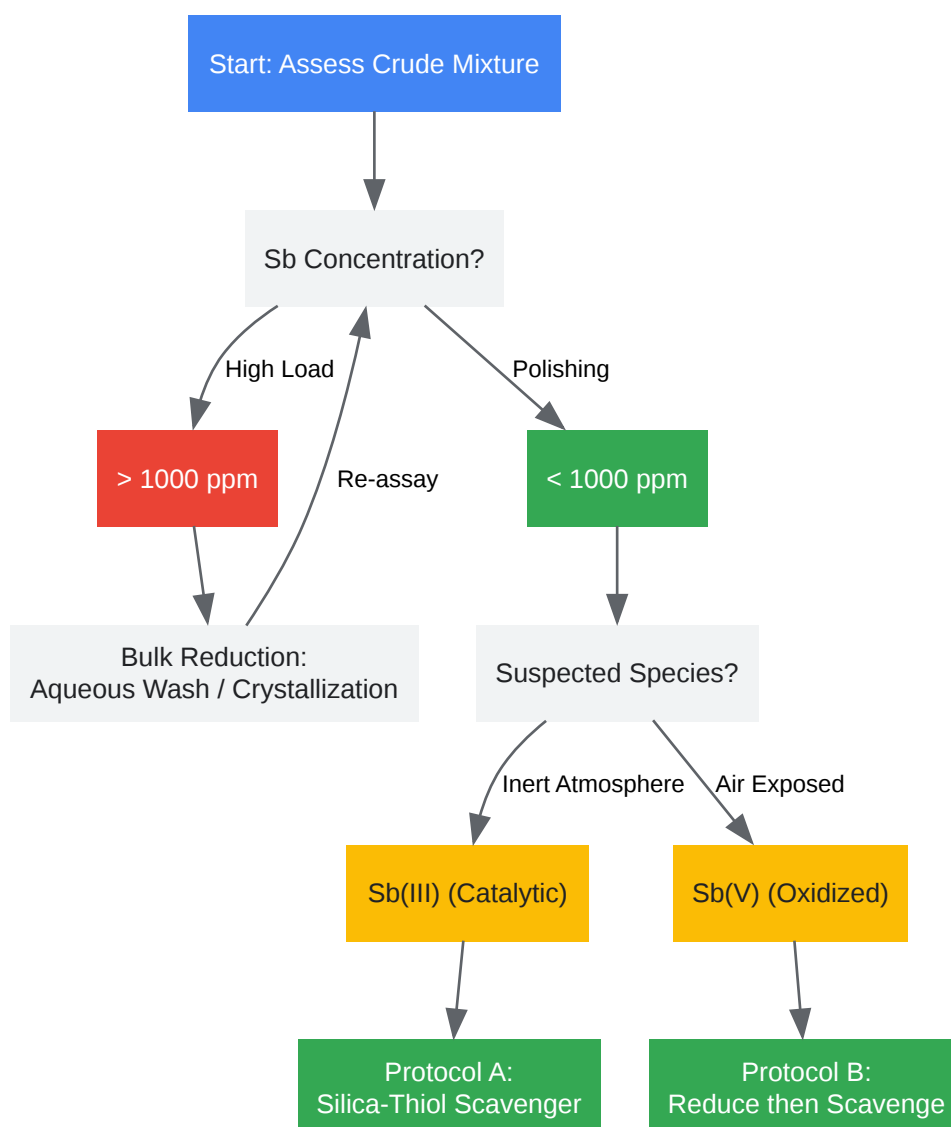 Start: Assess Crude Mixture
Sb Concentration?
High Load
Polishing
> 1000 ppm
Re-assay
< 1000 ppm
Bulk Reduction:
Aqueous Wash / Crystallization
Suspected Species?
Inert Atmosphere
Air Exposed
Sb(III) (Catalytic)
Sb(V) (Oxidized)
Protocol A:
Silica-Thiol Scavenger
Protocol B:
Reduce then Scavenge